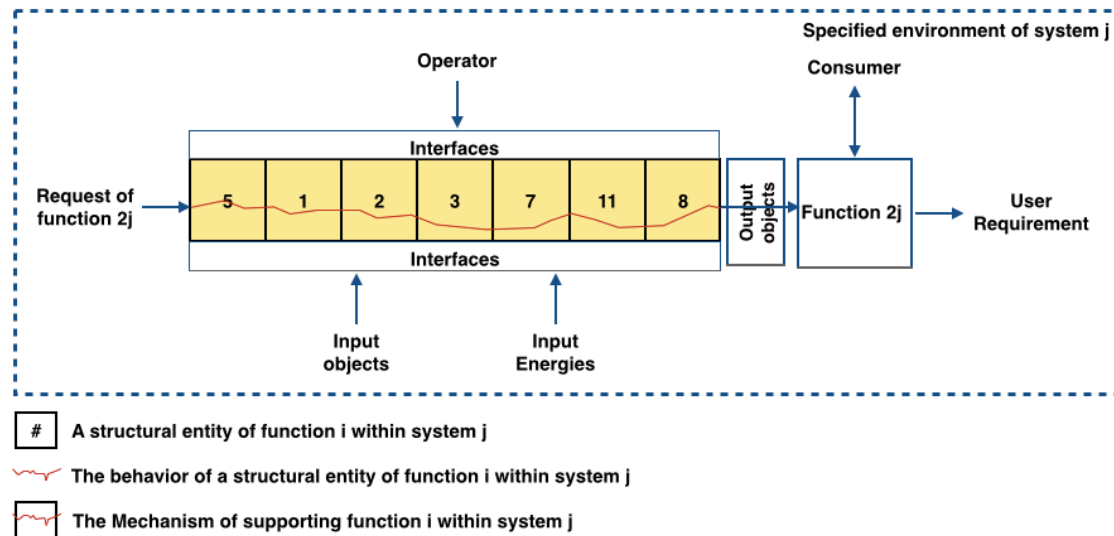 Specified environment of system j
Operator
Consumer
Interfaces
Request of
function 2j
5 1 2 3 7 11 8
Output
objects
Function 2j
User
Requirement
Interfaces
Input
objects
Input
Energies
# A structural entity of function i within system j
The behavior of a structural entity of function i within system j
The Mechanism of supporting function i within system j